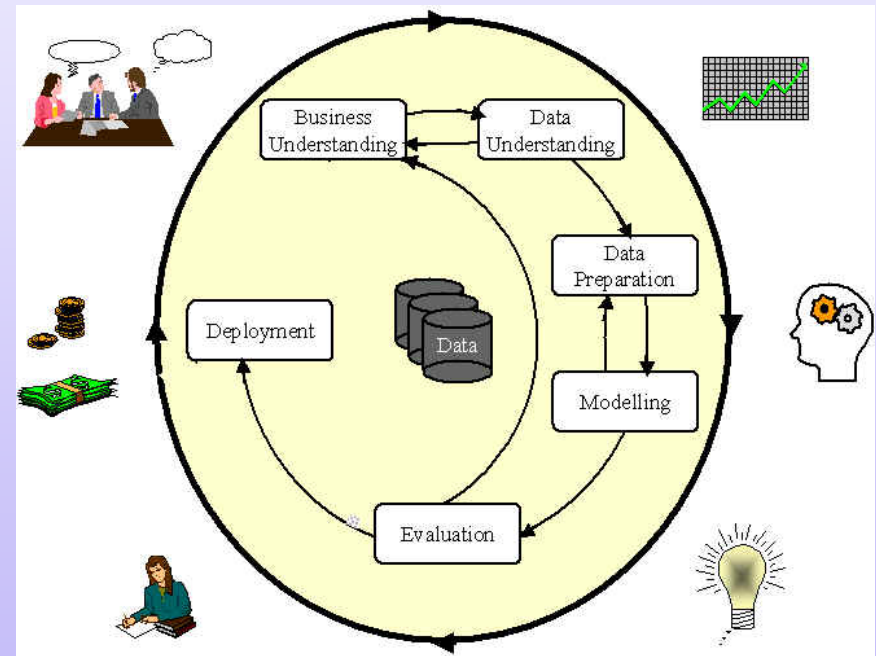 Business
Understanding
Data
Understanding
Data
Preparation
Deployment
Data
Modelling
Evaluation